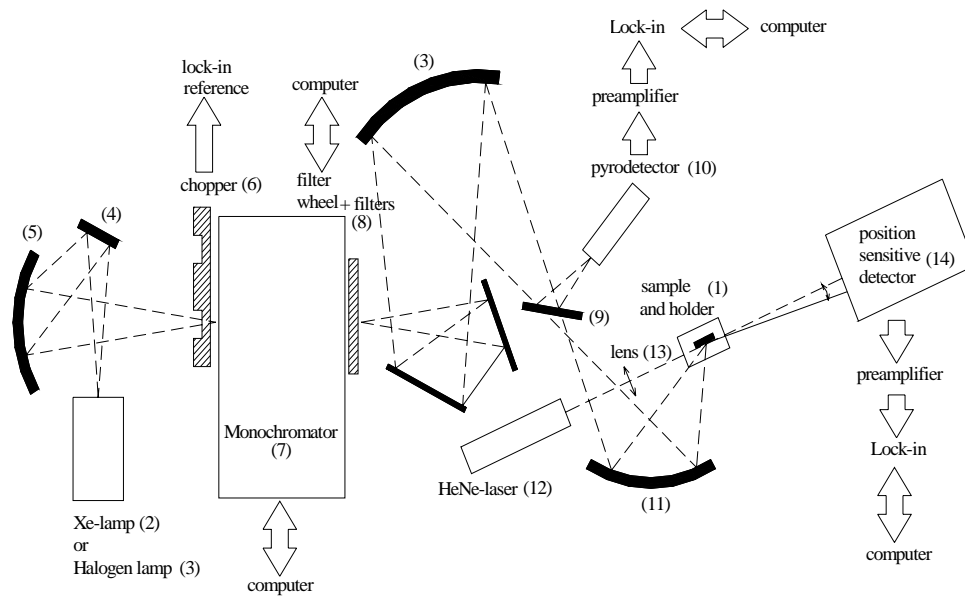 Lock-in
computer
(3)
lock-in
reference
computer
preamplifier
chopper (6)
filter
wheel + filters
(8)
pyrodetector (10)
(4)
(5)
position
sensitive
detector (14)
sample (1)
and holder
(9)
lens (13)
preamplifier
Monochromator
(7)
Lock-in
HeNe-laser (12)
(11)
Xe-lamp (2)
or
Halogen lamp (3)
computer
computer